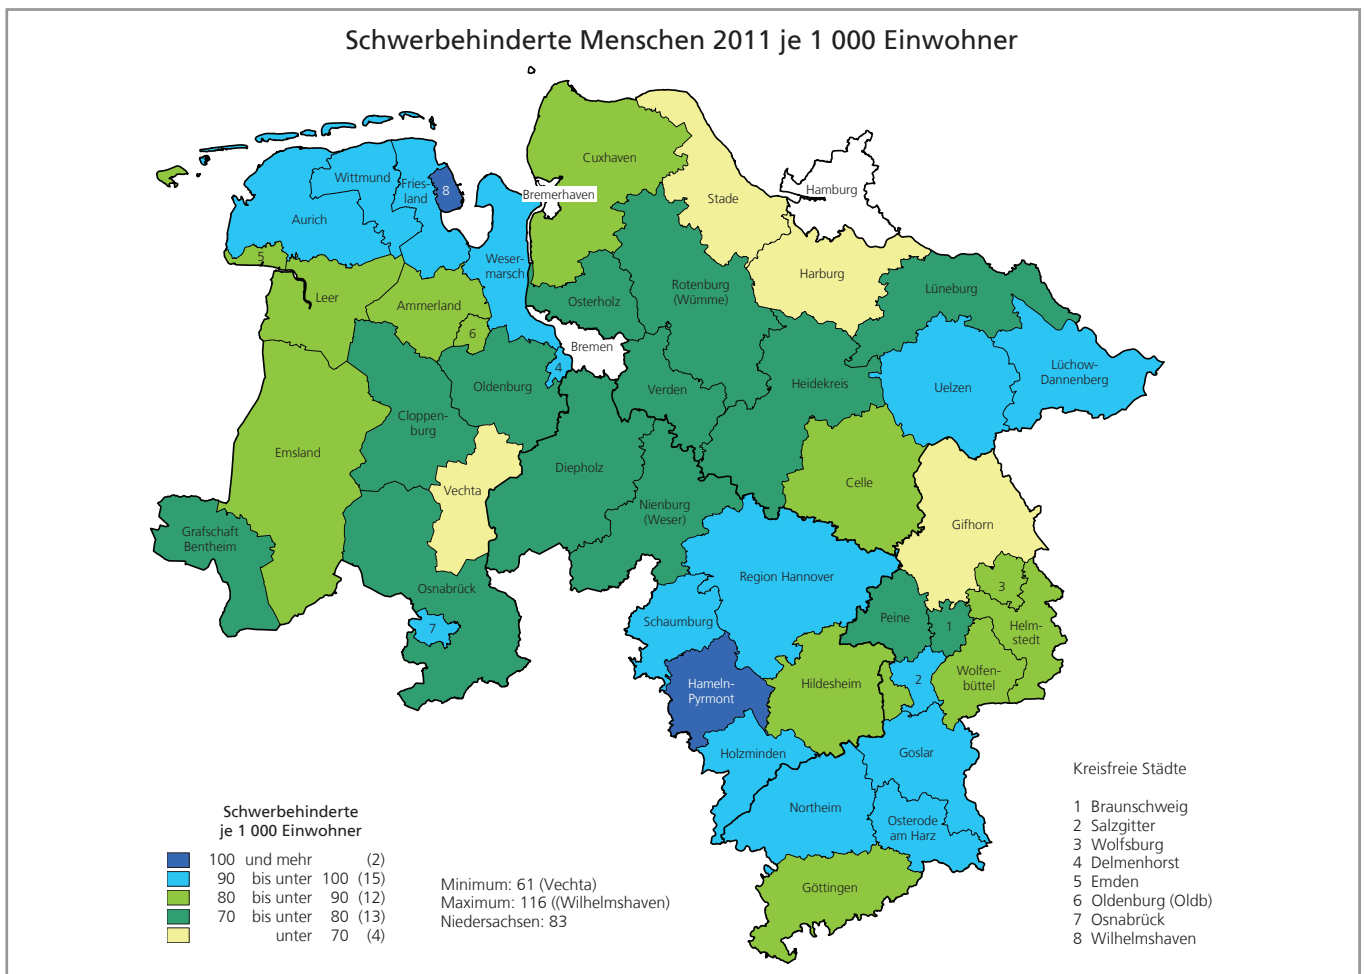 Schwerbehinderte Menschen 2011 je 1 000 Einwohner
Cuxhaven
Bremerhaven
Stade
Hamburg
Wittmund
Fries-
land
8
Aurich
Weser-
marsch
5
Leer
Ammerland
6
Osterholz
Rotenburg
(Wümme)
Harburg
Lüneburg
Bremen
4
Oldenburg
Verden
Heidekreis
Uelzen
Lüchow-
Dannenberg
Cloppen-
burg
Emsland
Vechta
Diepholz
Nienburg
(Weser)
Celle
Gifhorn
Grafschaft
Bentheim
Osnabrück
7
Region Hannover
Schaumburg
Peine
1
3
Helm-
stedt
Hameln-
Pyrmont
Hildesheim
2
Wolfen-
büttel
Holzminden
Goslar
Northeim
Osterode
am Harz
Göttingen
Schwerbehinderte
je 1 000 Einwohner
100 und mehr (2)
90 bis unter 100 (15)
80 bis unter 90 (12)
70 bis unter 80 (13)
unter 70 (4)
Minimum: 61 (Vechta)
Maximum: 116 ((Wilhelmshaven)
Niedersachsen: 83
Kreisfreie Städte
1 Braunschweig
2 Salzgitter
3 Wolfsburg
4 Delmenhorst
5 Emden
6 Oldenburg (Oldb)
7 Osnabrück
8 Wilhelmshaven